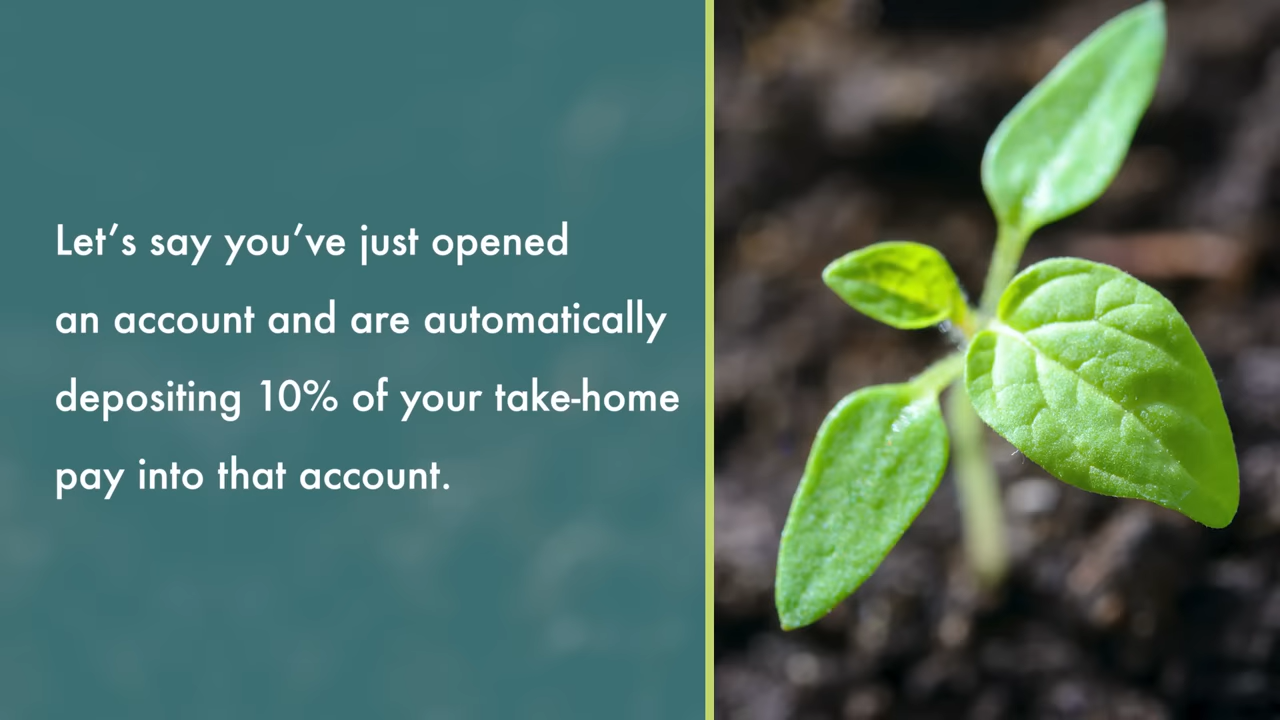 Let’s say you’ve just opened
an account and are automatically
depositing 10% of your take-home
pay into that account.